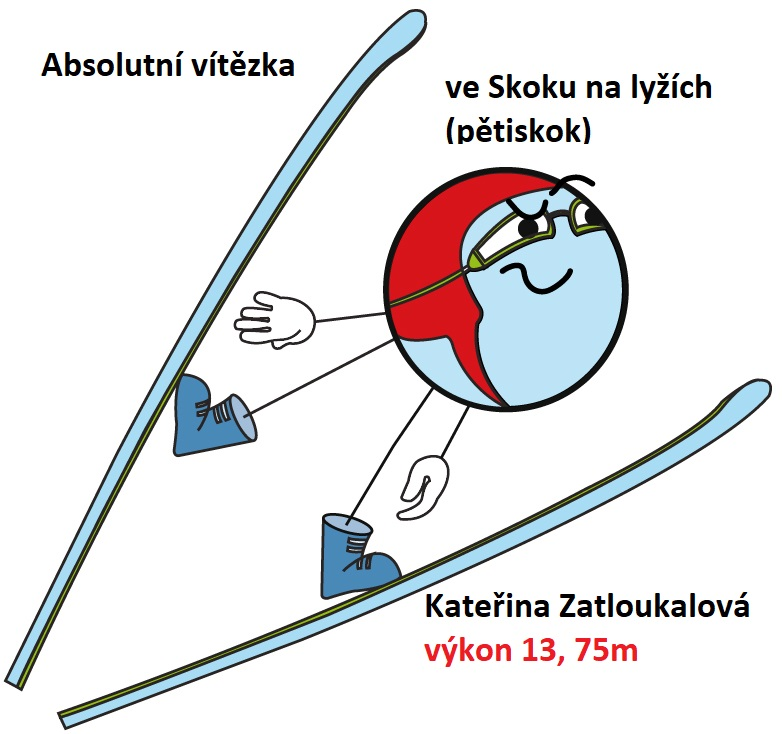 Absolutní vítězka
ve Skoku na lyžích
(pětiskok)
Kateřina Zatloukalová
výkon 13, 75m